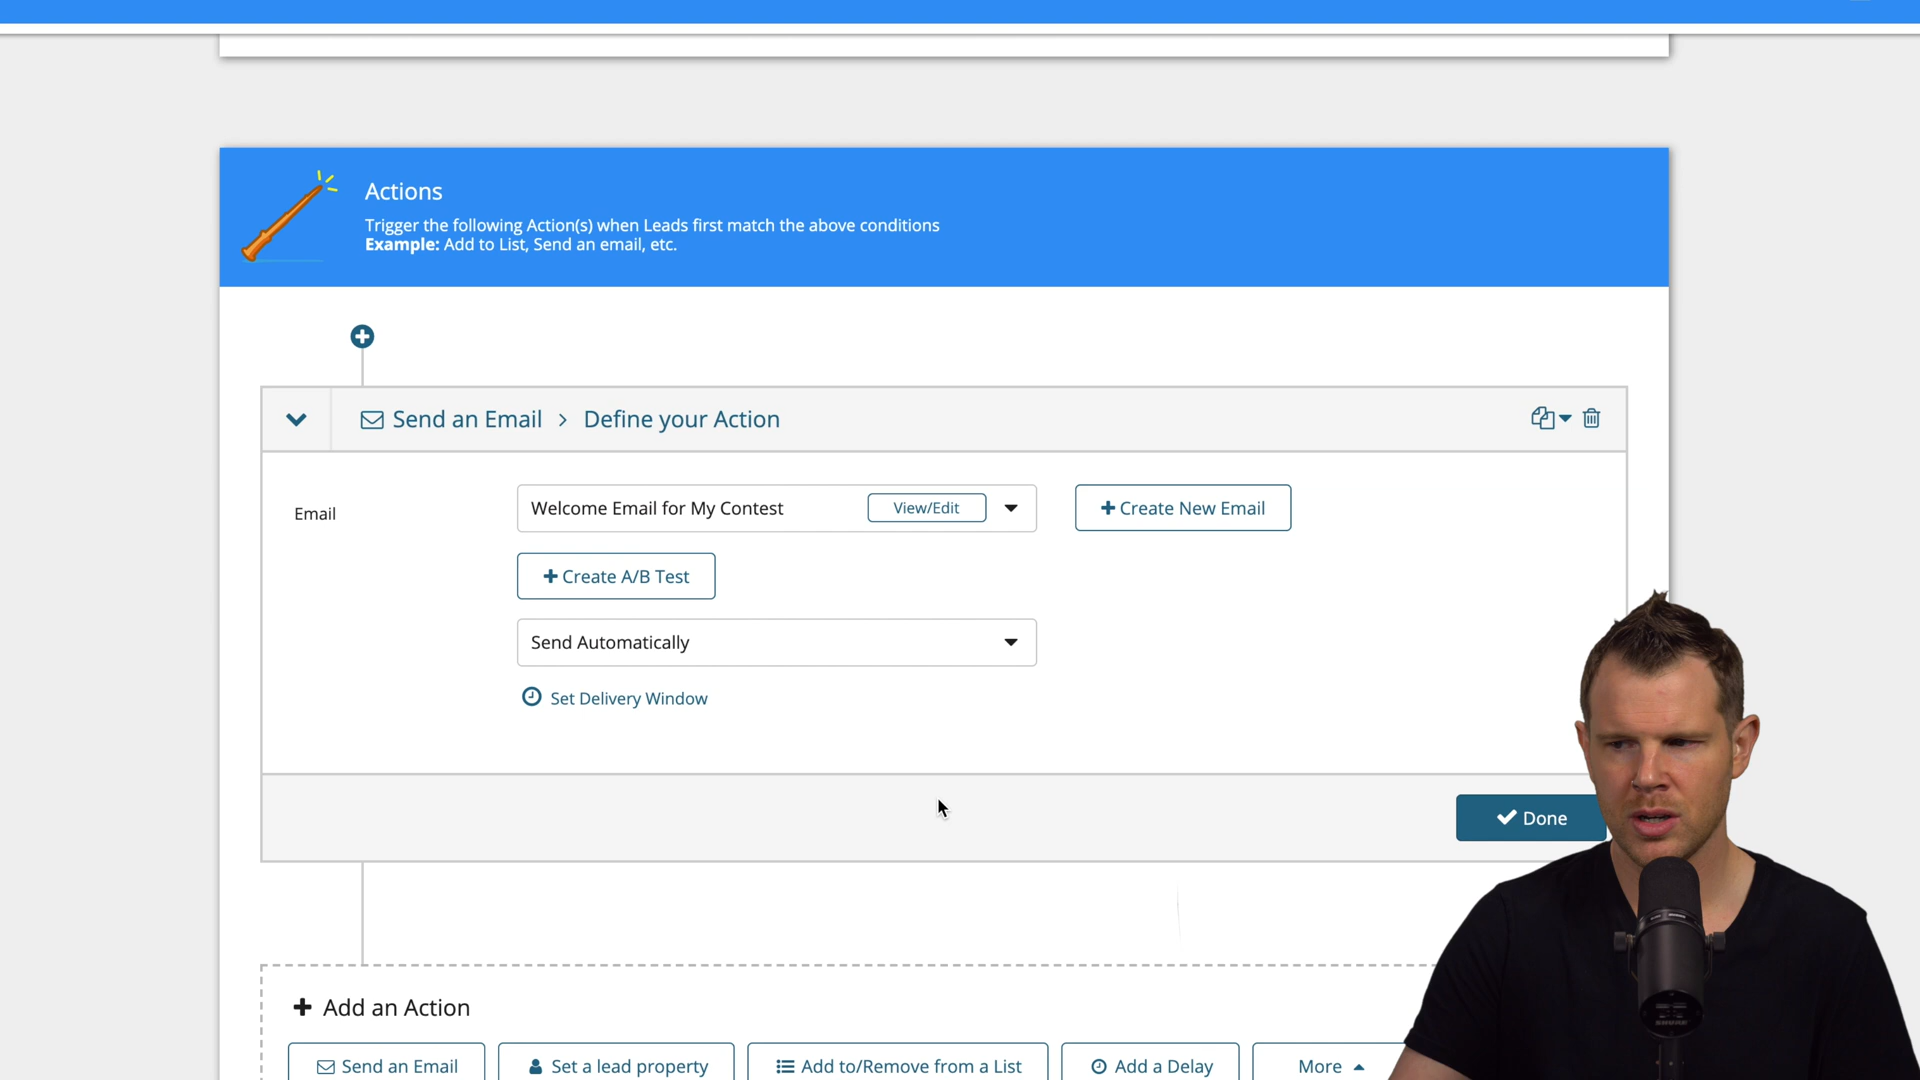 Actions
Trigger the following Action(s) when Leads first match the above conditions
Example: Add to List, Send an email, etc.
Send an Email > Define your Action
Email
Welcome Email for My Contest
View/Edit
+ Create New Email
+ Create A/B Test
Send Automatically
Set Delivery Window
Done
+ Add an Action
Send an Email
Set a lead property
Add to/Remove from a List
Add a Delay
More
SHURE